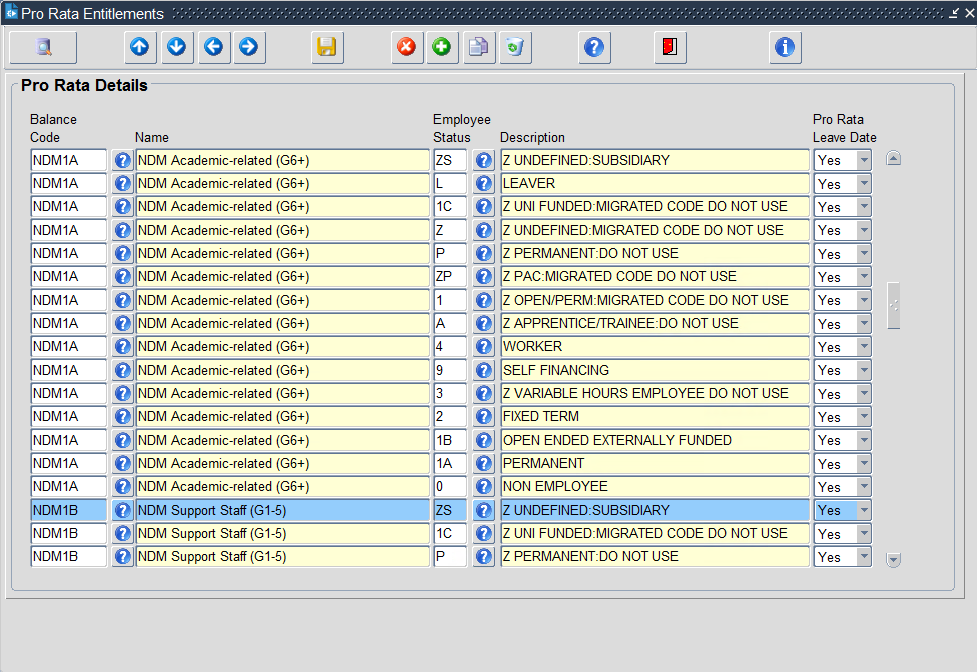 Pro Rata Entitlements
Pro Rata Details
Balance Employee Pro Rata
Code Name Status Description Leave Date
NDM1A ? NDM Academic-related (G6+) ZS ? Z UNDEFINED:SUBSIDIARY Yes
NDM1A ? NDM Academic-related (G6+) L ? LEAVER Yes
NDM1A ? NDM Academic-related (G6+) 1C ? Z UNI FUNDED:MIGRATED CODE DO NOT USE Yes
NDM1A ? NDM Academic-related (G6+) Z ? Z UNDEFINED:MIGRATED CODE DO NOT USE Yes
NDM1A ? NDM Academic-related (G6+) P ? Z PERMANENT:DO NOT USE Yes
NDM1A ? NDM Academic-related (G6+) ZP ? Z PAC:MIGRATED CODE DO NOT USE Yes
NDM1A ? NDM Academic-related (G6+) 1 ? Z OPEN/PERM:MIGRATED CODE DO NOT USE Yes
NDM1A ? NDM Academic-related (G6+) A ? Z APPRENTICE/TRAINEE:DO NOT USE Yes
NDM1A ? NDM Academic-related (G6+) 4 ? WORKER Yes
NDM1A ? NDM Academic-related (G6+) 9 ? SELF FINANCING Yes
NDM1A ? NDM Academic-related (G6+) 3 ? Z VARIABLE HOURS EMPLOYEE DO NOT USE Yes
NDM1A ? NDM Academic-related (G6+) 2 ? FIXED TERM Yes
NDM1A ? NDM Academic-related (G6+) 1B ? OPEN ENDED EXTERNALLY FUNDED Yes
NDM1A ? NDM Academic-related (G6+) 1A ? PERMANENT Yes
NDM1A ? NDM Academic-related (G6+) 0 ? NON EMPLOYEE Yes
NDM1B ? NDM Support Staff (G1-5) ZS ? Z UNDEFINED:SUBSIDIARY Yes
NDM1B ? NDM Support Staff (G1-5) 1C ? Z UNI FUNDED:MIGRATED CODE DO NOT USE Yes
NDM1B ? NDM Support Staff (G1-5) P ? Z PERMANENT:DO NOT USE Yes